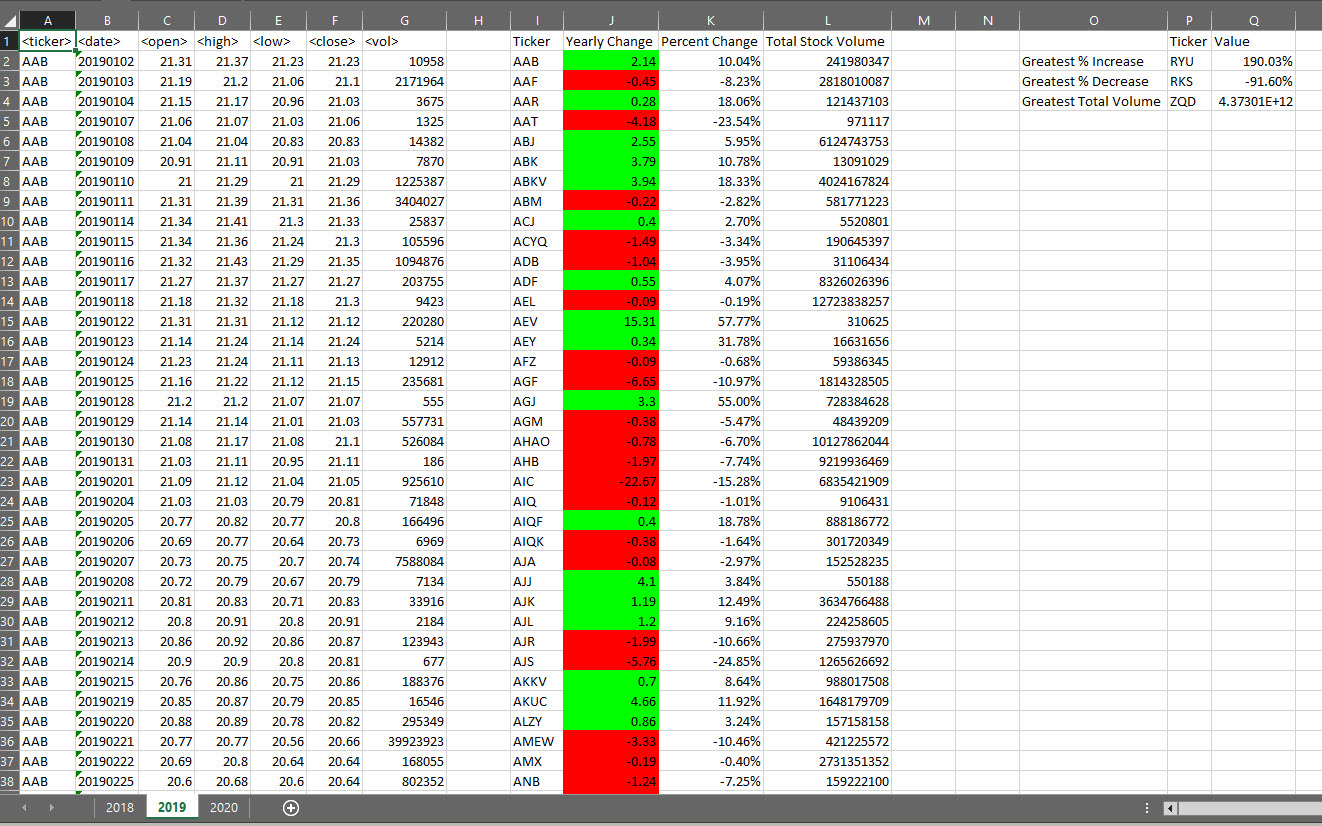 A B C D E F G H I J K L M N O P Q
1 <ticker> <date> <open> <high> <low> <close> <vol> Ticker Yearly Change Percent Change Total Stock Volume Ticker Value
2 AAB 20190102 21.31 21.37 21.23 21.23 10958 AAB 2.14 10.04% 241980347 Greatest % Increase RYU 190.03%
3 AAB 20190103 21.19 21.2 21.06 21.1 2171964 AAF -0.45 -8.23% 2818010087 Greatest % Decrease RKS -91.60%
4 AAB 20190104 21.15 21.17 20.96 21.03 3675 AAR 0.28 18.06% 121437103 Greatest Total Volume ZQD 4.37301E+12
5 AAB 20190107 21.06 21.07 21.03 21.06 1325 AAT -4.18 -23.54% 971117
6 AAB 20190108 21.04 21.04 20.83 20.83 14382 ABJ 2.55 5.95% 6124743753
7 AAB 20190109 20.91 21.11 20.91 21.03 7870 ABK 3.79 10.78% 13091029
8 AAB 20190110 21 21.29 21 21.29 1225387 ABKV 3.94 18.33% 4024167824
9 AAB 20190111 21.31 21.39 21.31 21.36 3404027 ABM -0.22 -2.82% 581771223
10 AAB 20190114 21.34 21.41 21.3 21.33 25837 ACJ 0.4 2.70% 5520801
11 AAB 20190115 21.34 21.36 21.24 21.3 105596 ACYQ -1.49 -3.34% 190645397
12 AAB 20190116 21.32 21.43 21.29 21.35 1094876 ADB -1.04 -3.95% 31106434
13 AAB 20190117 21.27 21.37 21.27 21.27 203755 ADF 0.55 4.07% 8326026396
14 AAB 20190118 21.18 21.32 21.18 21.3 9423 AEL -0.09 -0.19% 12723838257
15 AAB 20190122 21.31 21.31 21.12 21.12 220280 AEV 15.31 57.77% 310625
16 AAB 20190123 21.14 21.24 21.14 21.24 5214 AEY 0.34 31.78% 16631656
17 AAB 20190124 21.23 21.24 21.11 21.13 12912 AFZ -0.09 -0.68% 59386345
18 AAB 20190125 21.16 21.22 21.12 21.15 235681 AGF -6.65 -10.97% 1814328505
19 AAB 20190128 21.2 21.2 21.07 21.07 555 AGJ 3.3 55.00% 728384628
20 AAB 20190129 21.14 21.14 21.01 21.03 557731 AGM -0.38 -5.47% 48439209
21 AAB 20190130 21.08 21.17 21.08 21.1 526084 AHAO -0.78 -6.70% 10127862044
22 AAB 20190131 21.03 21.11 20.95 21.11 186 AHB -1.97 -7.74% 9219936469
23 AAB 20190201 21.09 21.12 21.04 21.05 925610 AIC -22.67 -15.28% 6835421909
24 AAB 20190204 21.03 21.03 20.79 20.81 71848 AIQ -0.12 -1.01% 9106431
25 AAB 20190205 20.77 20.82 20.77 20.8 166496 AIQF 0.4 18.78% 888186772
26 AAB 20190206 20.69 20.77 20.64 20.73 6969 AIQK -0.38 -1.64% 301720349
27 AAB 20190207 20.73 20.75 20.7 20.74 7588084 AJA -0.08 -2.97% 152528235
28 AAB 20190208 20.72 20.79 20.67 20.79 7134 AJJ 4.1 3.84% 550188
29 AAB 20190211 20.81 20.83 20.71 20.83 33916 AJK 1.19 12.49% 3634766488
30 AAB 20190212 20.8 20.91 20.8 20.91 2184 AJL 1.2 9.16% 224258605
31 AAB 20190213 20.86 20.92 20.86 20.87 123943 AJR -1.99 -10.66% 275937970
32 AAB 20190214 20.9 20.9 20.8 20.81 677 AJS -5.76 -24.85% 1265626692
33 AAB 20190215 20.76 20.86 20.75 20.86 188376 AKKV 0.7 8.64% 988017508
34 AAB 20190219 20.85 20.87 20.79 20.85 16546 AKUC 4.66 11.92% 1648179709
35 AAB 20190220 20.88 20.89 20.78 20.82 295349 ALZY 0.86 3.24% 157158158
36 AAB 20190221 20.77 20.77 20.56 20.66 39923923 AMEW -3.33 -10.46% 421225572
37 AAB 20190222 20.69 20.8 20.64 20.64 168055 AMX -0.19 -0.40% 2731351352
38 AAB 20190225 20.6 20.68 20.6 20.64 802352 ANB -1.24 -7.25% 159222100
2018 2019 2020